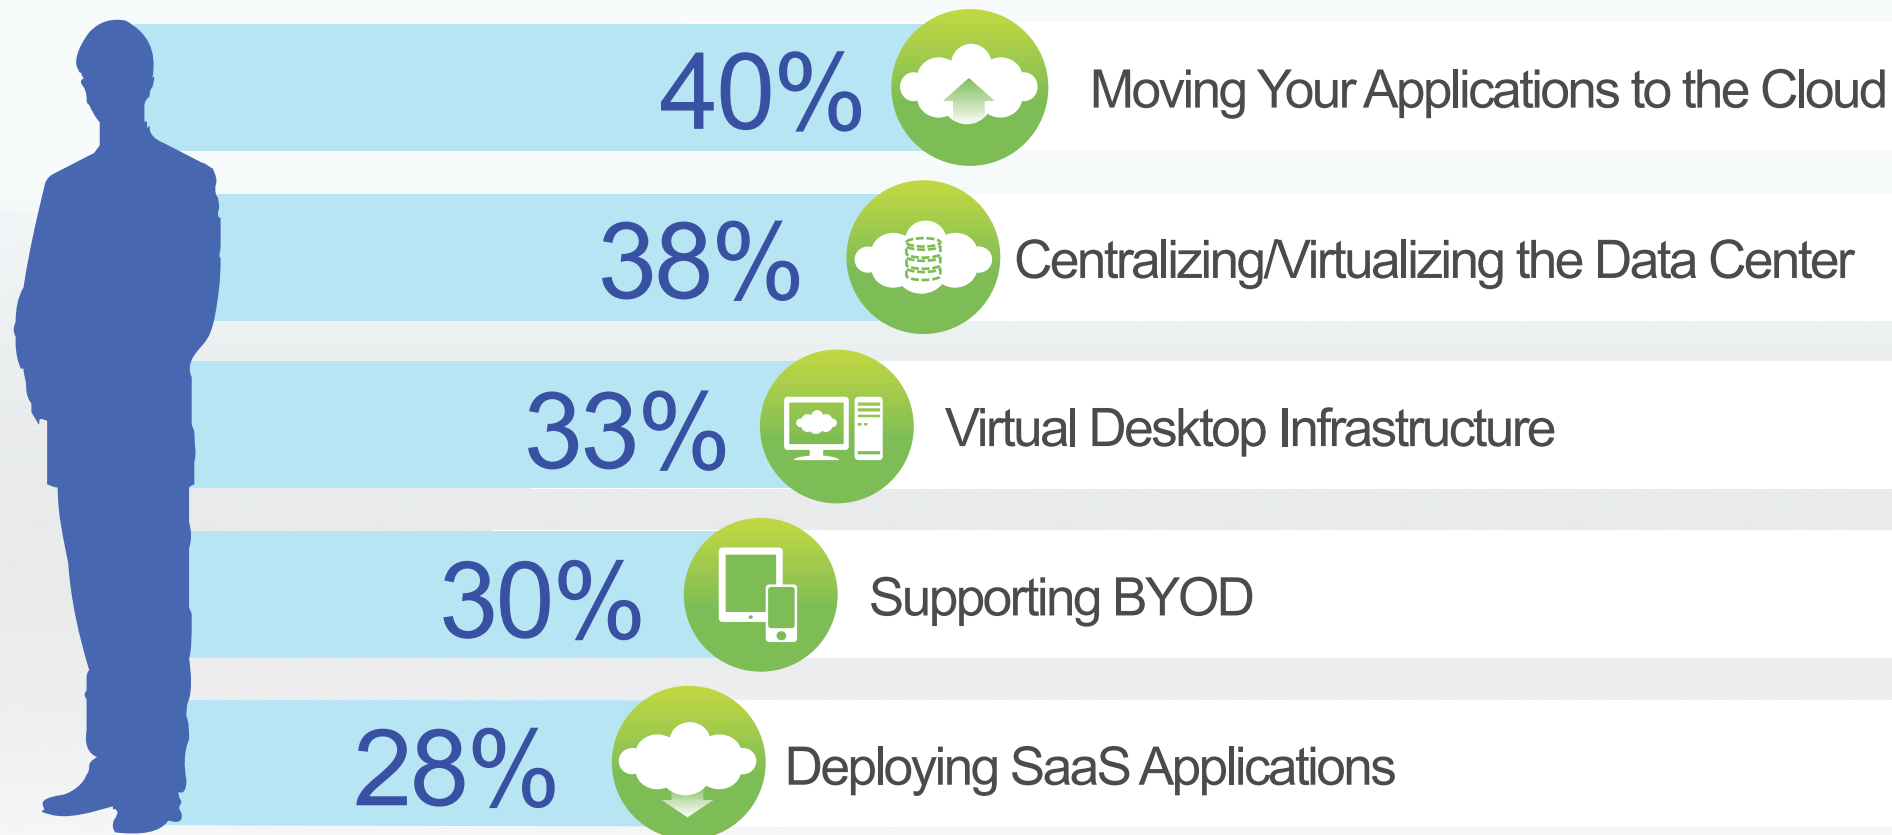 40% Moving Your Applications to the Cloud
38% Centralizing/Virtualizing the Data Center
33% Virtual Desktop Infrastructure
30% Supporting BYOD
28% Deploying SaaS Applications